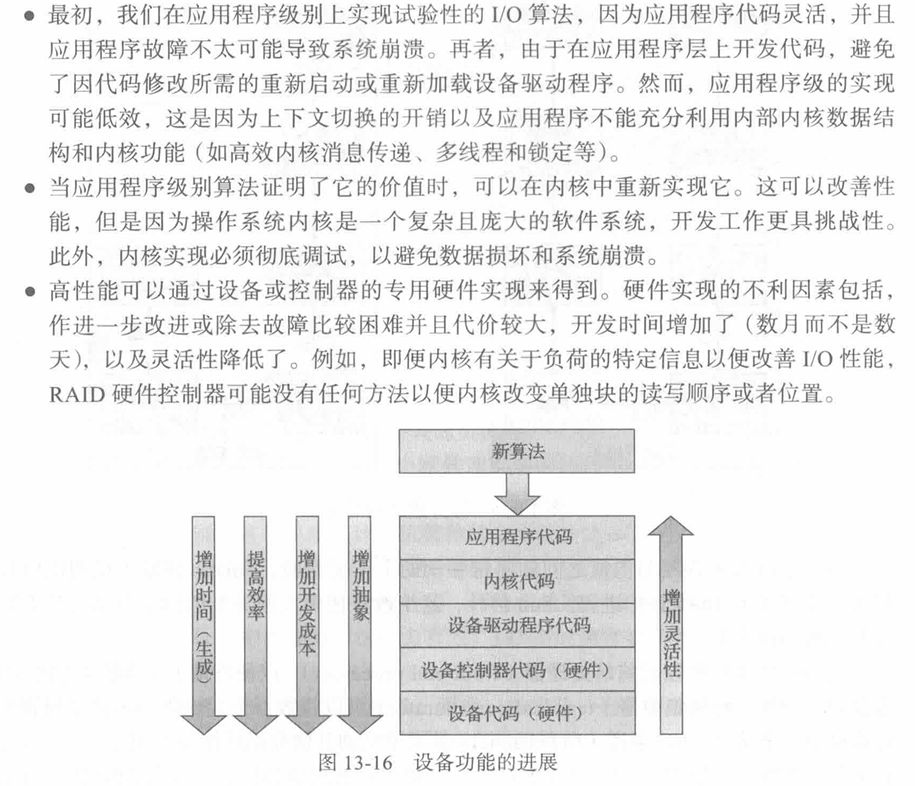 ● 最初，我们在应用程序级别上实现试验性的 I/O 算法，因为应用程序代码灵活，并且
应用程序故障不太可能导致系统崩溃。再者，由于在应用程序层上开发代码，避免
了因代码修改所需的重新启动或重新加载设备驱动程序。然而，应用程序级的实现
可能低效，这是因为上下文切换的开销以及应用程序不能充分利用内部内核数据结
构和内核功能（如高效内核消息传递、多线程和锁定等）。
● 当应用程序级别算法证明了它的价值时，可以在内核中重新实现它。这可以改善性
能，但是因为操作系统内核是一个复杂且庞大的软件系统，开发工作更具挑战性。
此外，内核实现必须彻底调试，以避免数据损坏和系统崩溃。
● 高性能可以通过设备或控制器的专用硬件实现来得到。硬件实现的不利因素包括，
作进一步改进或除去故障比较困难并且代价较大，开发时间增加了（数月而不是数
天），以及灵活性降低了。例如，即便内核有关于负荷的特定信息以便改善 I/O 性能，
RAID 硬件控制器可能没有任何方法以便内核改变单独块的读写顺序或者位置。
新算法
增加时间（生成）
提高效率
增加开发成本
增加抽象
应用程序代码
内核代码
设备驱动程序代码
设备控制器代码（硬件）
设备代码（硬件）
增加灵活性
图 13-16 设备功能的进展